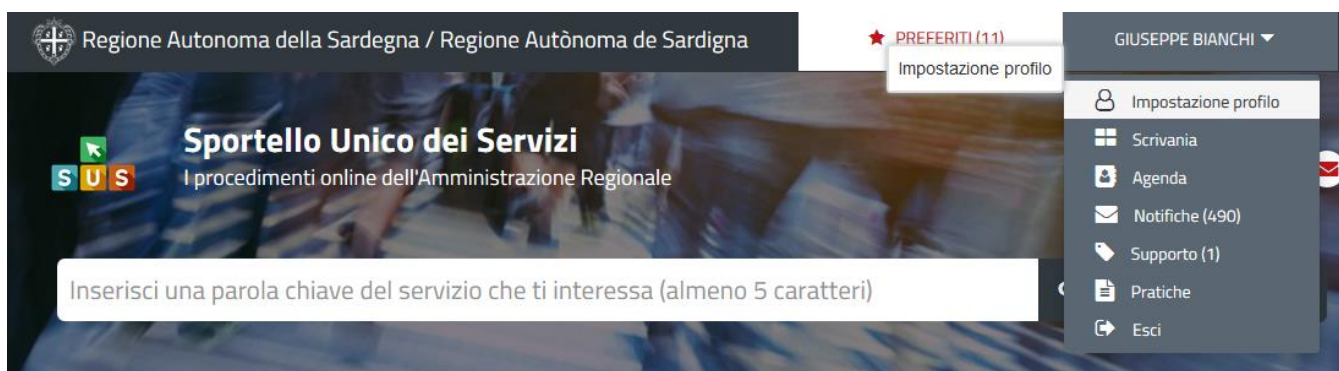 Regione Autonoma della Sardegna / Regione Autònoma de Sardigna
PREFERITI (11)
GIUSEPPE BIANCHI
Impostazione profilo
Impostazione profilo
Scrivania
Agenda
Notifiche (490)
Supporto (1)
Pratiche
Esci
Sportello Unico dei Servizi
I procedimenti online dell'Amministrazione Regionale
SUS
Inserisci una parola chiave del servizio che ti interessa (almeno 5 caratteri)